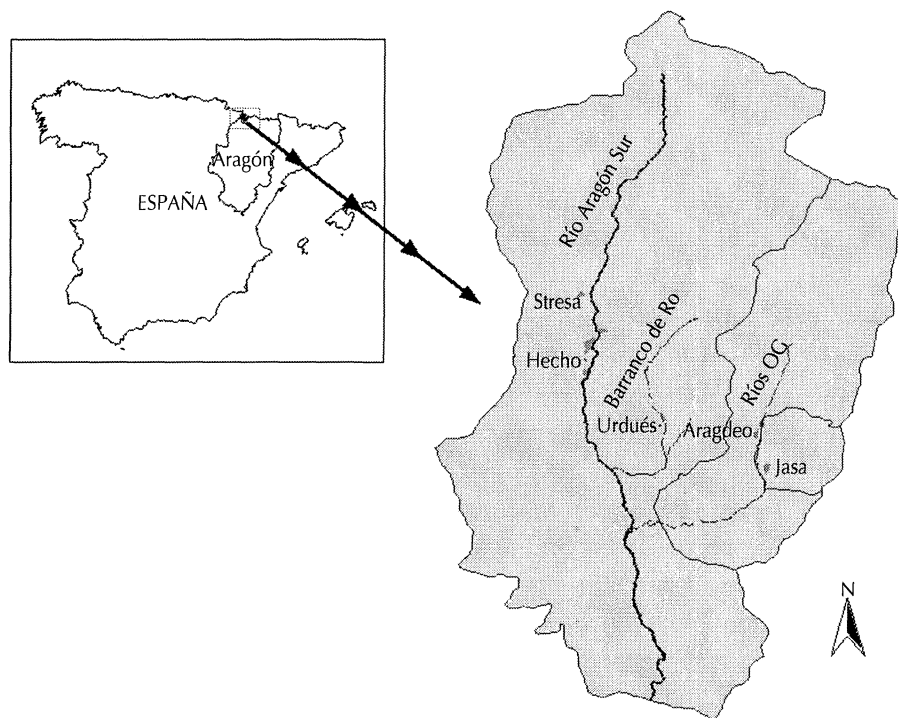 Aragón
ESPAÑA
Río Aragón Sur
Stresa
Hecho
Barranco de Ro
Ríos OG
Urdués
Aragdeo
Jasa
N